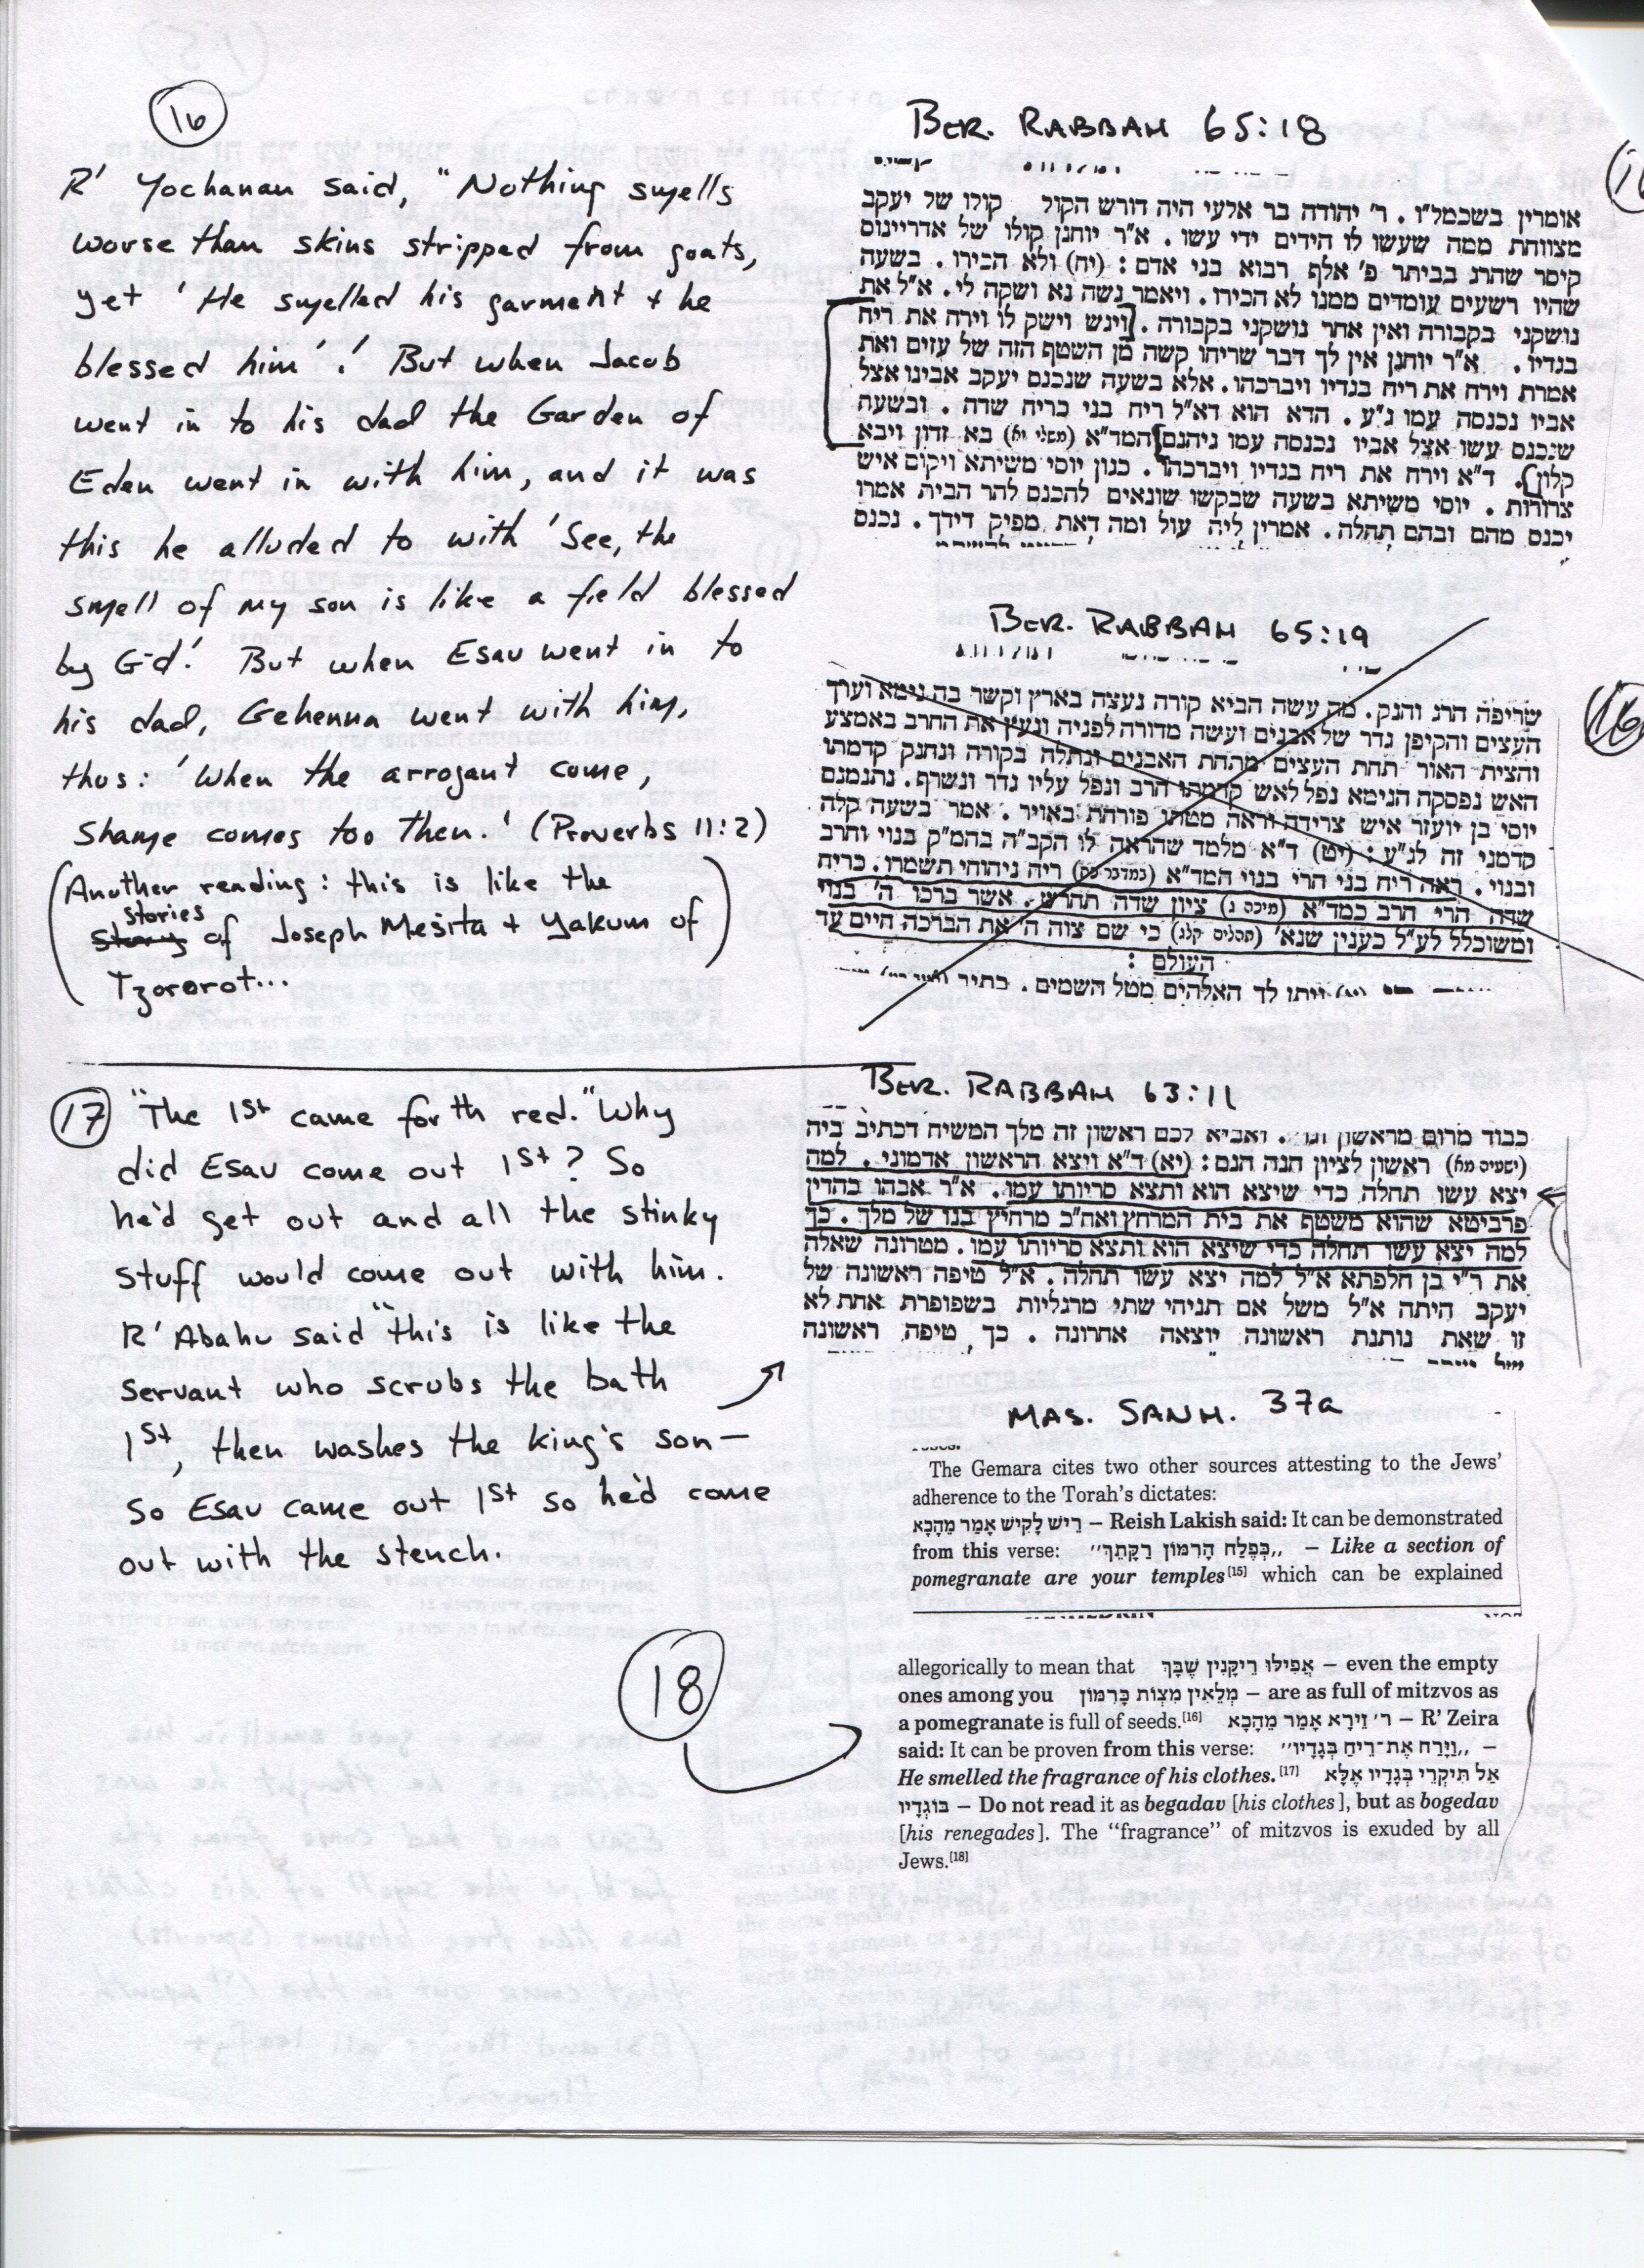 16
R' Yochanan said, "Nothing smells
worse than skins stripped from goats,
yet 'He smelled his garment + he
blessed him'! But when Jacob
went in to his dad the Garden of
Eden went in with him, and it was
this he alluded to with 'See, the
smell of my son is like a field blessed
by G-d.' But when Esau went in to
his dad, Gehenna went with him,
thus: 'When the arrogant come,
shame comes too then.' (Proverbs 11:2)
(Another reading: this is like the
stories
of Joseph Mesita + Yakum of
Tzororot...)
BER. RABBAH 65:18
אומרין בשכמל"ו. ר' יהודה בר אלעי היה דורש הקול קולו של יעקב
מצווחת ממה שעשו לו הידים ידי עשו. א"ר יוחנן קולו של אדריינוס
קיסר שהרג בביתר פ' אלף רבוא בני אדם: (יח) ולא הכירו. בשעה
שהיו רשעים עומדים ממנו לא הכירו. ויאמר גשה נא ושקה לי. א"ל את
נושקני בקבורה ואין אחר נושקני בקבורה. [ויגש וישק לו וירח את ריח
בגדיו. א"ר יוחנן אין לך דבר שריחו קשה מן השטף הזה של עזים ואת
אמרת וירח את ריח בגדיו ויברכהו. אלא בשעה שנכנס יעקב אבינו אצל
אביו נכנסה עמו ג"ע. הדא הוא דא"ל ריח בני כריח שדה. ובשעה
שנכנס עשו אצל אביו נכנסה עמו גיהנם] המד"א (משלי יא) בא זדון ויבא
קלון]. ד"א וירח את ריח בגדיו ויברכהו. כגון יוסי משיתא ויקום איש
צרורות. יוסי משיתא בשעה שבקשו שונאים להכנס להר הבית אמרו
יכנס מהם ובהם תחלה. אמרין ליה עול ומה דאת מפיק דידך. נכנס
BER. RABBAH 65:19
16
שריפה הרג והנק. מה עשה הביא קורה נעצה בארץ וקשר בה נימא וערך
העצים והקיפן גדר של אבנים ועשה מדורה לפניה ונעץ את החרב באמצע
והצית האור תחת העצים מתחת האבנים ונתלה בקורה ונחנק קדמתו
האש נפסקה הנימא נפל לאש קדמתו חרב ונפל עליו גדר ונשרף. נתנמנם
יוסי בן יועזר איש צרידה וראה מטתו פורחת באויר. אמר בשעה קלה
קדמני זה לג"ע: (יט) ד"א מלמד שהראה לו הקב"ה בהמ"ק בנוי וחרב
ובנוי. ראה ריח בני הרי בנוי המד"א ריח ניחוחי תשמרו. כריח
שדה הרי חרב כמד"א (מיכה ג) ציון שדה תחרש. אשר ברכו ה' בנוי
ומשוכלל לע"ל כענין שנא' (תהלים קלג) כי שם צוה ה' את הברכה חיים עד
העולם:
ויתן לך האלהים מטל השמים. כתיב
17
"The 1st came forth red." Why
did Esau come out 1st? So
he'd get out and all the stinky
stuff would come out with him.
R' Abahu said "this is like the
servant who scrubs the bath
1st, then washes the king's son—
so Esau came out 1st so he'd come
out with the stench.
BER. RABBAH 63:11
כבוד מרום מראשון וגו'. ואביא לכם ראשון זה מלך המשיח דכתיב ביה
(ישעיה מא) ראשון לציון הנה הנם: (יא) ד"א ויצא הראשון אדמוני. למה
יצא עשו תחלה כדי שיצא הוא ותצא סריותו עמו. א"ר אבהו כהדין
פרביטא שהוא משטף את בית המרחץ ואח"כ מרחיץ בנו של מלך. כך
למה יצא עשו תחלה כדי שיצא הוא ותצא סריותו עמו. מטרונה שאלה
את ר"י בן חלפתא א"ל למה יצא עשו תחלה. א"ל טיפה ראשונה של
יעקב היתה א"ל משל אם תניחי שתי מרגליות בשפופרת אחת לא
זו שאת נותנת ראשונה יוצאה אחרונה. כך טיפה ראשונה
MAS. SANH. 37a
The Gemara cites two other sources attesting to the Jews'
adherence to the Torah's dictates:
רֵישׁ לָקִישׁ אָמַר מֵהָכָא – Reish Lakish said: It can be demonstrated
from this verse: ,,כְּפֶלַח הָרִמּוֹן רַקָּתֵךְ'' – Like a section of
pomegranate are your temples[15] which can be explained
18
allegorically to mean that אֲפִילּוּ רֵיקָנִין שֶׁבָּךְ – even the empty
ones among you מְלֵאִין מִצְוֹת כָּרִמּוֹן – are as full of mitzvos as
a pomegranate is full of seeds.[16] ר' זֵירָא אָמַר מֵהָכָא – R' Zeira
said: It can be proven from this verse: ,,וַיָּרַח אֶת־רֵיחַ בְּגָדָיו'' –
He smelled the fragrance of his clothes.[17] אַל תִּיקְרֵי בְּגָדָיו אֶלָּא
בּוֹגְדָיו – Do not read it as begadav [his clothes], but as bogedav
[his renegades]. The "fragrance" of mitzvos is exuded by all
Jews.[18]